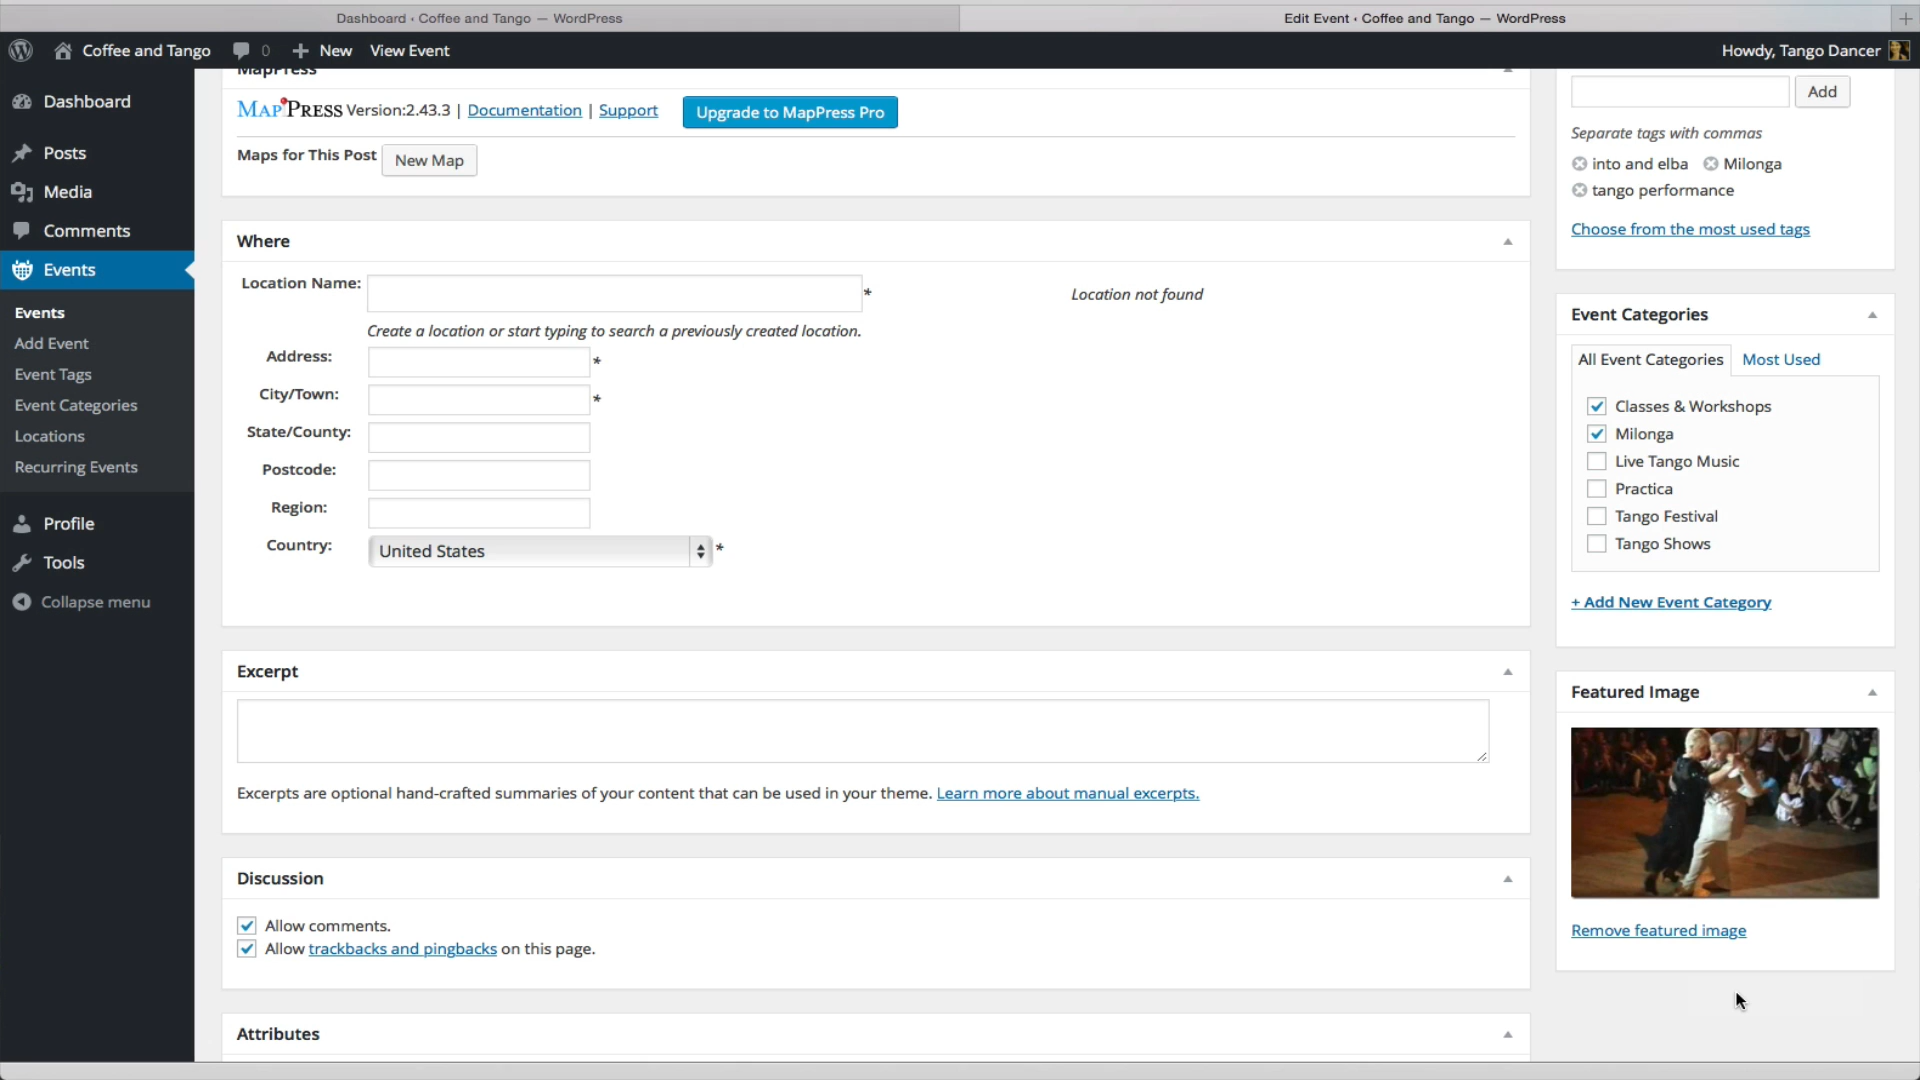 Dashboard ‹ Coffee and Tango — WordPress
Edit Event ‹ Coffee and Tango — WordPress
Coffee and Tango 0 New View Event
Howdy, Tango Dancer
Dashboard
Posts
Media
Comments
Events
Events
Add Event
Event Tags
Event Categories
Locations
Recurring Events
Profile
Tools
Collapse menu
MapPress
MAPPRESS Version:2.43.3 | Documentation | Support Upgrade to MapPress Pro
Maps for This Post New Map
Where
Location Name: *
Location not found
Create a location or start typing to search a previously created location.
Address: *
City/Town: *
State/County:
Postcode:
Region:
Country: United States *
Excerpt
Excerpts are optional hand-crafted summaries of your content that can be used in your theme. Learn more about manual excerpts.
Discussion
Allow comments.
Allow trackbacks and pingbacks on this page.
Attributes
Add
Separate tags with commas
into and elba Milonga
tango performance
Choose from the most used tags
Event Categories
All Event Categories Most Used
Classes & Workshops
Milonga
Live Tango Music
Practica
Tango Festival
Tango Shows
+ Add New Event Category
Featured Image
Remove featured image